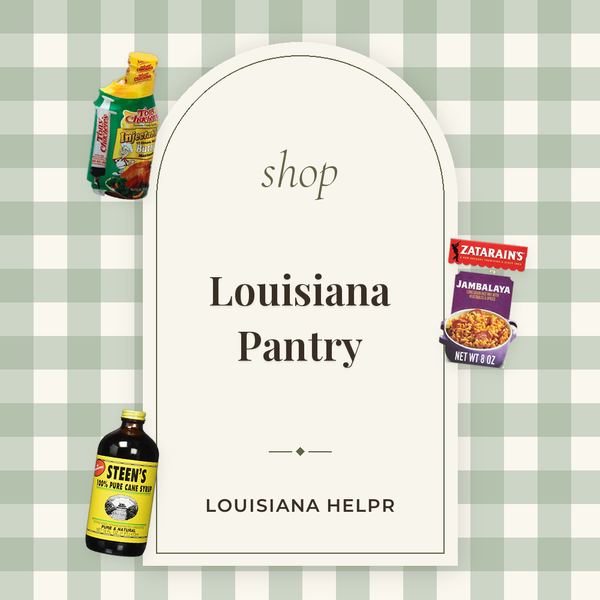 shop
Louisiana
Pantry
LOUISIANA HELPR
Tony
Chachere's
ZATARAIN'S
JAMBALAYA
NET WT 8 OZ
STEEN'S
100% PURE CANE SYRUP
PURE & NATURAL